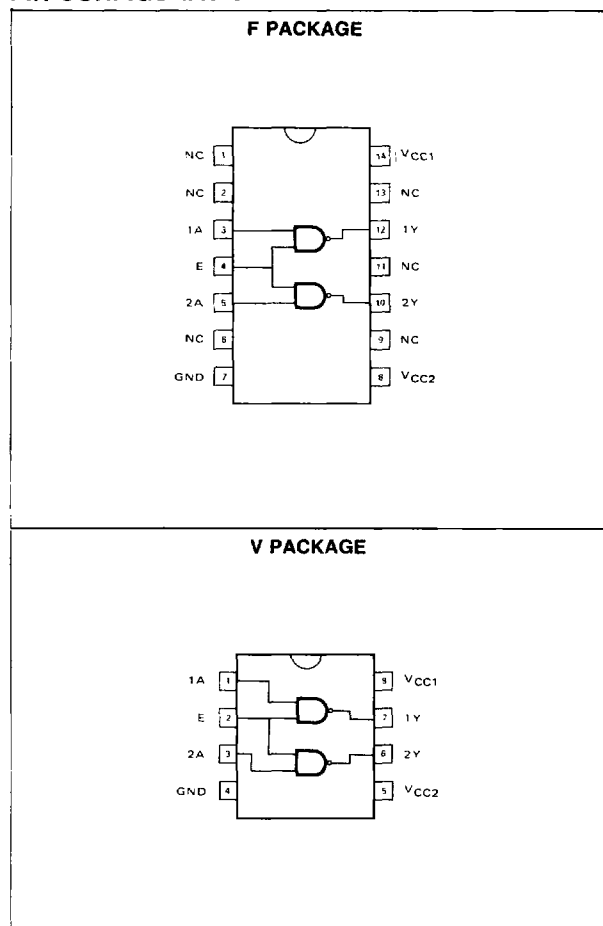 F PACKAGE
NC 1 14 VCC1
NC 2 13 NC
1A 3 12 1Y
E 4 11 NC
2A 5 10 2Y
NC 6 9 NC
GND 7 8 VCC2
V PACKAGE
1A 1 8 VCC1
E 2 7 1Y
2A 3 6 2Y
GND 4 5 VCC2